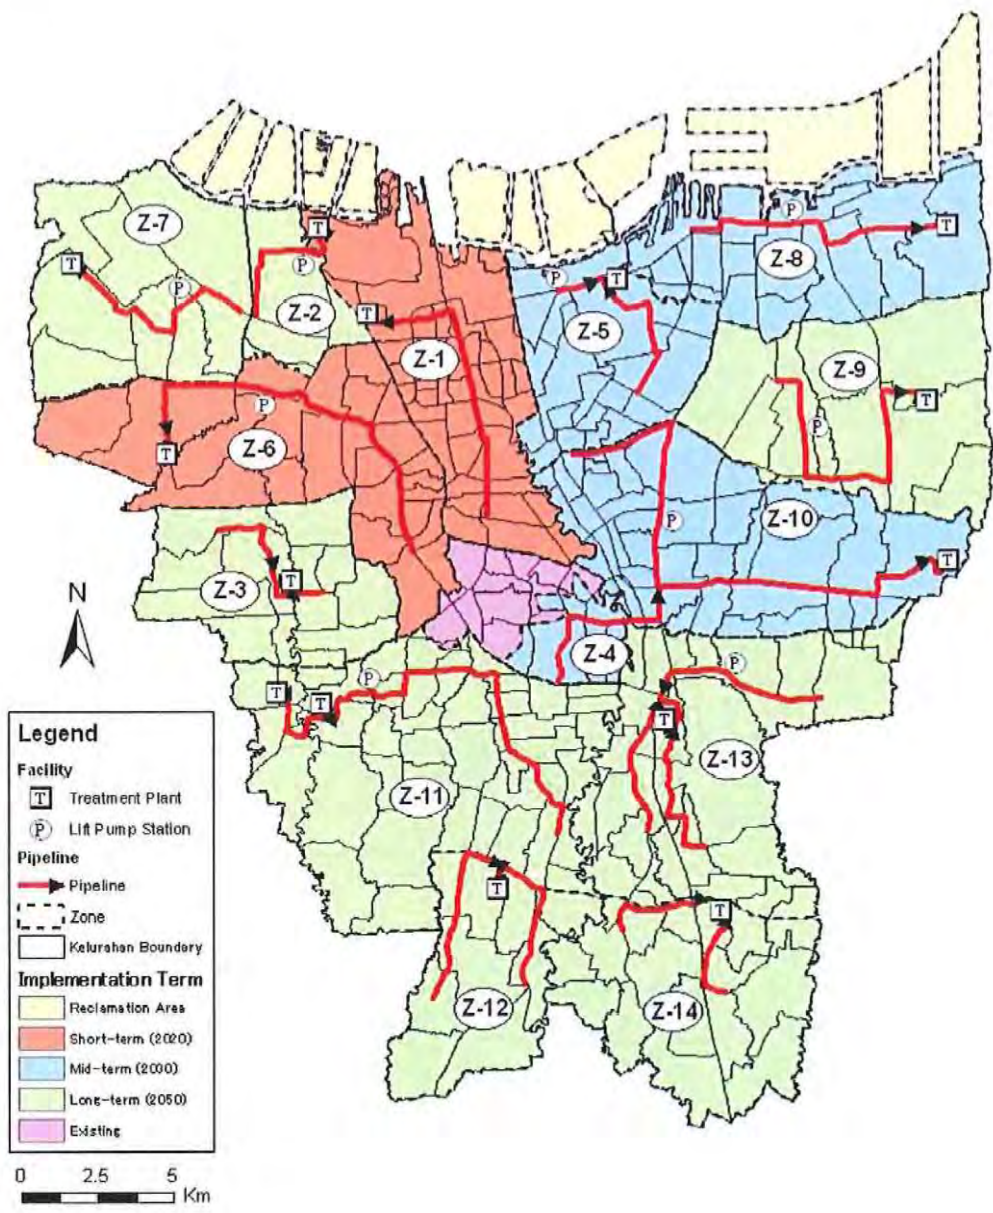 P
T
Z-7
Z-8
T
P
T
P
T
P
Z-2
T
Z-5
Z-1
Z-9
T
P
P
Z-6
T
Z-10
P
T
T
N
Z-3
Z-4
P
P
T
T
T
Z-13
Z-11
T
T
Z-12
Z-14
Legend
Facility
T Treatment Plant
P Lift Pump Station
Pipeline
Pipeline
Zone
Kelurahan Boundary
Implementation Term
Reclamation Area
Short-term (2020)
Mid-term (2030)
Long-term (2050)
Existing
0 2.5 5
Km